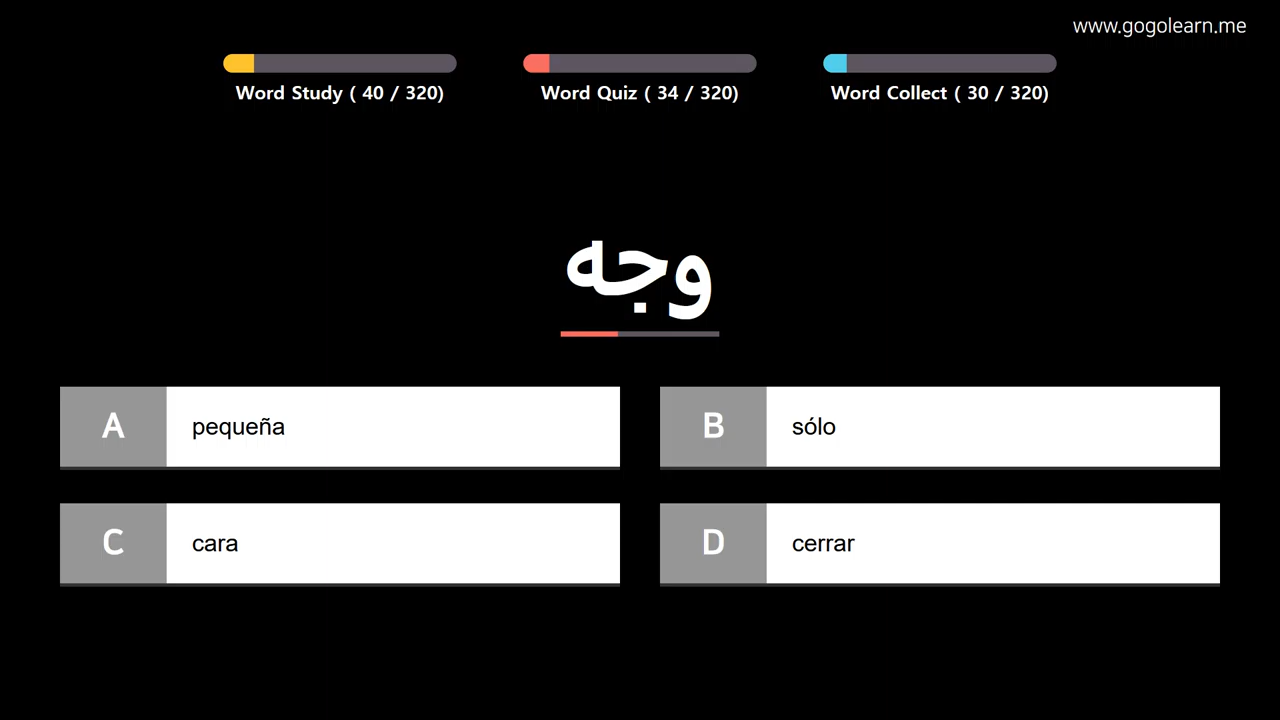 www.gogolearn.me
Word Study ( 40 / 320)
Word Quiz ( 34 / 320)
Word Collect ( 30 / 320)
وجه
A pequeña
B sólo
C cara
D cerrar